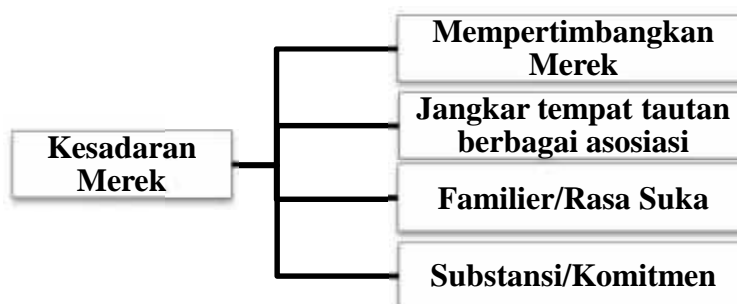 Mempertimbangkan
Merek
Jangkar tempat tautan
berbagai asosiasi
Kesadaran
Merek
Familier/Rasa Suka
Substansi/Komitmen